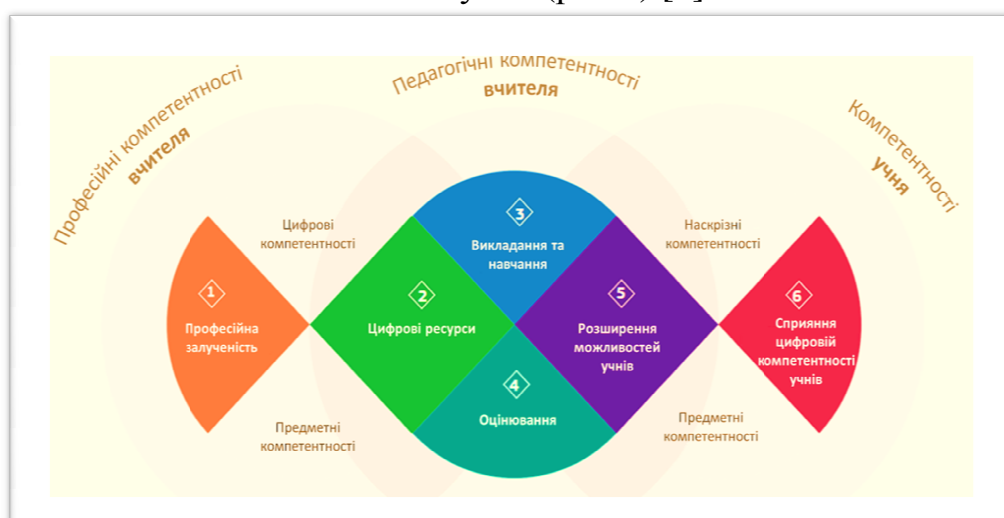 Професійні компетентності
вчителя
Педагогічні компетентності
вчителя
Компетентності
учня
Цифрові
компетентності
Наскрізні
компетентності
1
Професійна
залученість
2
Цифрові ресурси
3
Викладання та
навчання
4
Оцінювання
5
Розширення
можливостей
учнів
6
Сприяння
цифровій
компетентності
учнів
Предметні
компетентності
Предметні
компетентності